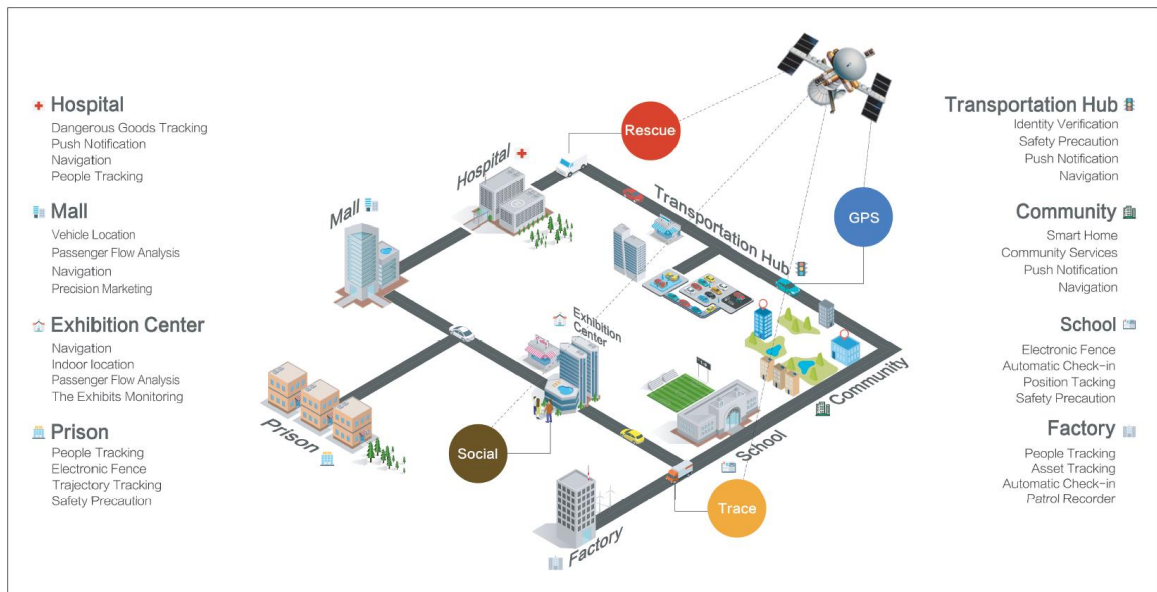 Hospital
Dangerous Goods Tracking
Push Notification
Navigation
People Tracking
Mall
Vehicle Location
Passenger Flow Analysis
Navigation
Precision Marketing
Exhibition Center
Navigation
Indoor location
Passenger Flow Analysis
The Exhibits Monitoring
Prison
People Tracking
Electronic Fence
Trajectory Tracking
Safety Precaution
Rescue
Hospital
Mall
Transportation Hub
GPS
Exhibition
Center
Prison
Social
Community
School
Trace
Factory
Transportation Hub
Identity Verification
Safety Precaution
Push Notification
Navigation
Community
Smart Home
Community Services
Push Notification
Navigation
School
Electronic Fence
Automatic Check-in
Position Tacking
Safety Precaution
Factory
People Tracking
Asset Tracking
Automatic Check-in
Patrol Recorder